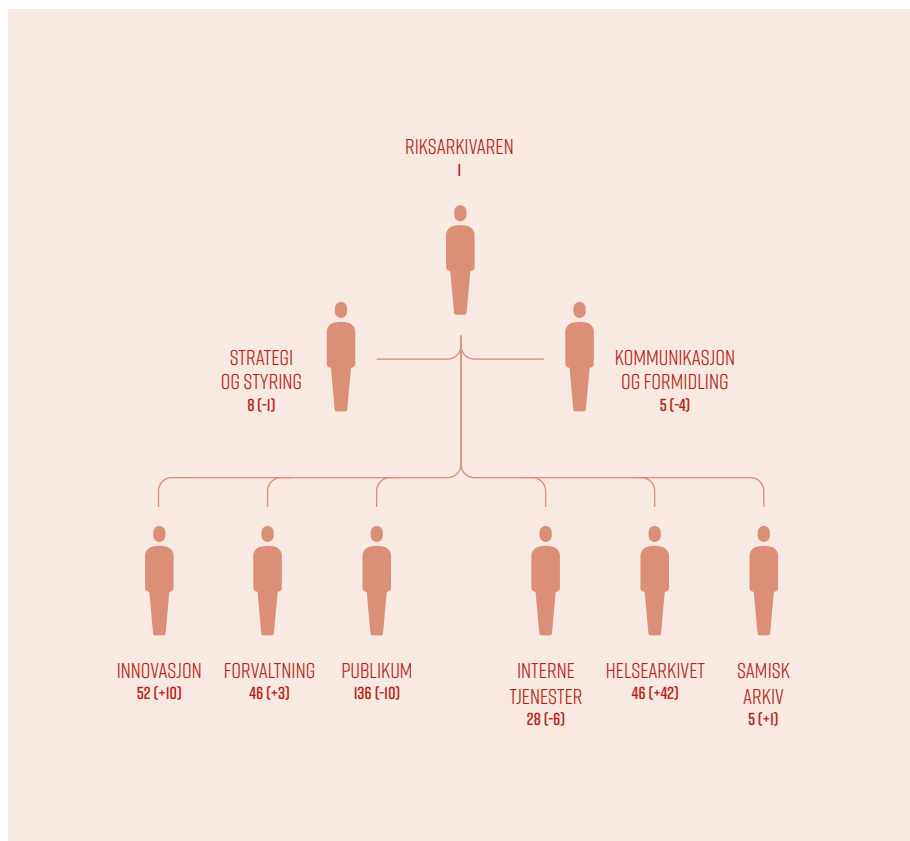 RIKSARKIVAREN
1
STRATEGI
OG STYRING
8 (-1)
KOMMUNIKASJON
OG FORMIDLING
5 (-4)
INNOVASJON
52 (+10)
FORVALTNING
46 (+3)
PUBLIKUM
136 (-10)
INTERNE
TJENESTER
28 (-6)
HELSEARKIVET
46 (+42)
SAMISK
ARKIV
5 (+1)